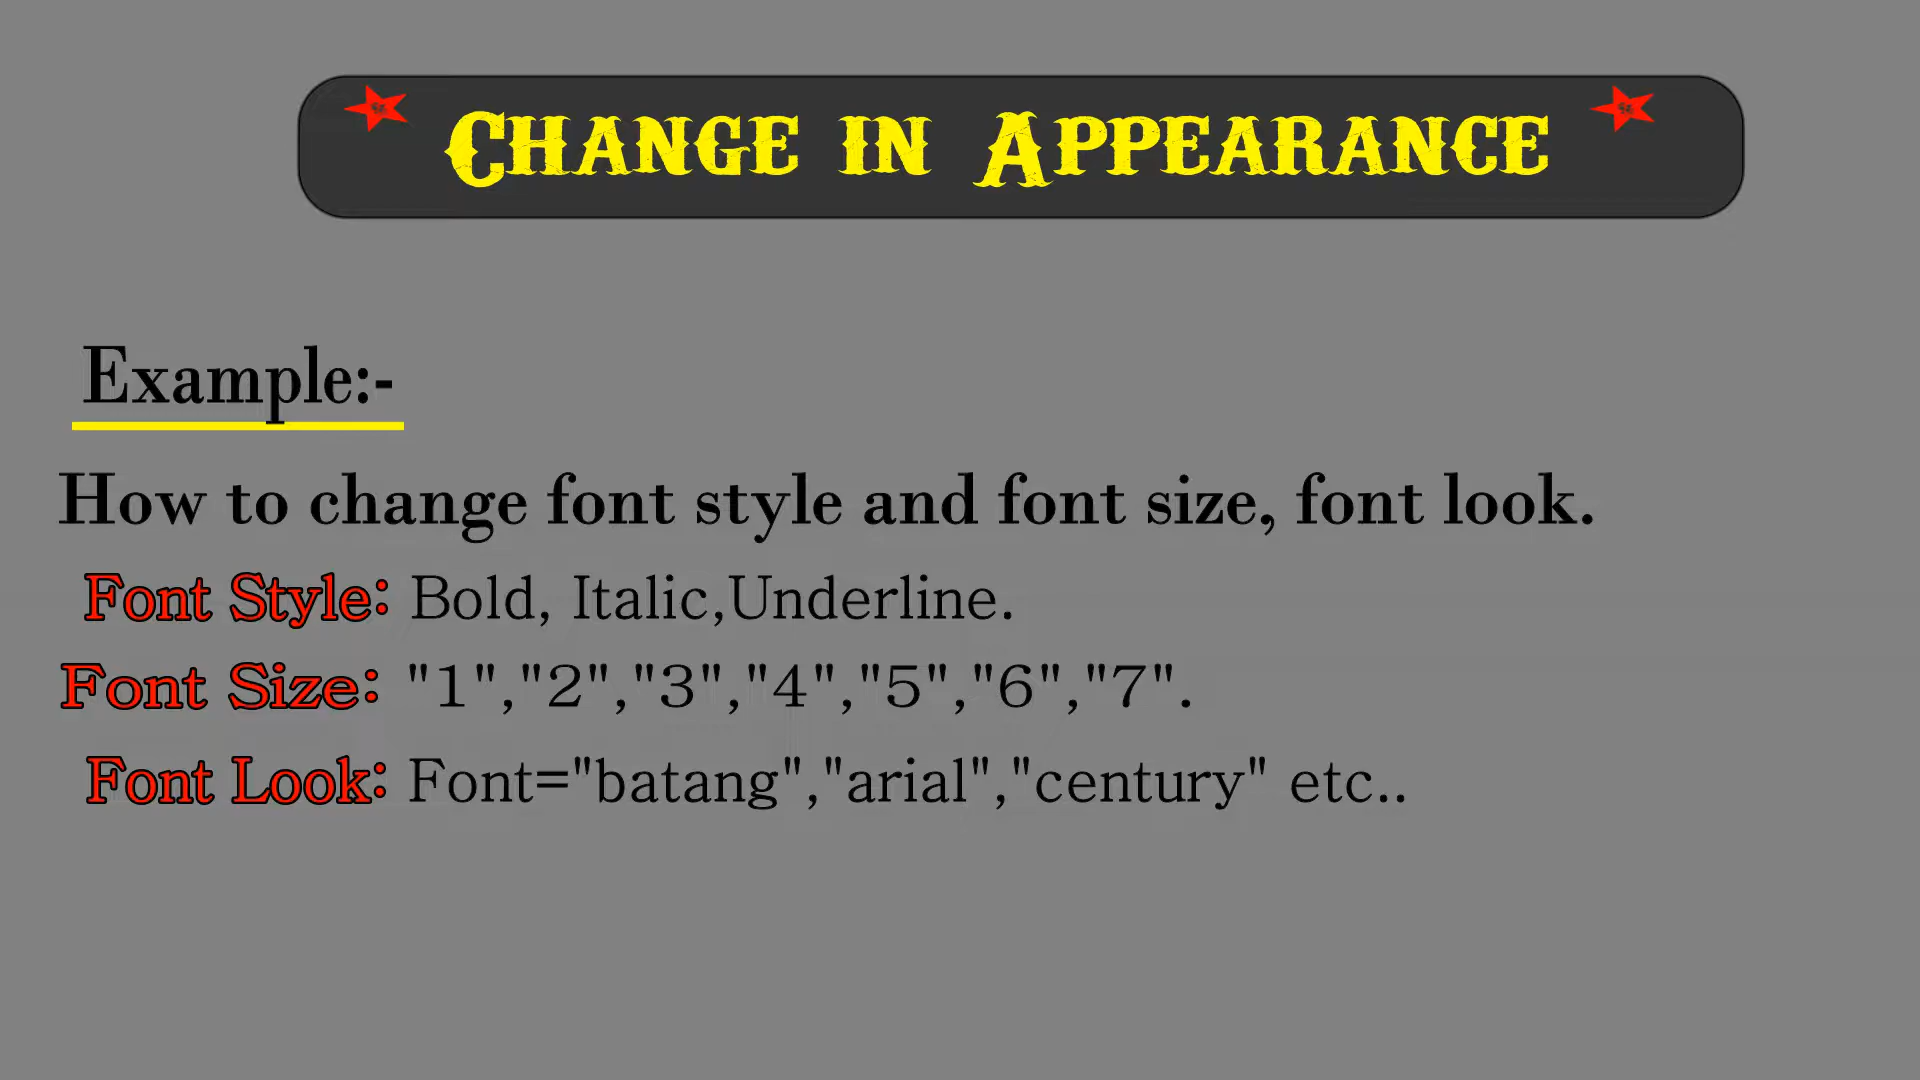 Change in Appearance
Example:-
How to change font style and font size, font look.
Font Style: Bold, Italic,Underline.
Font Size: "1","2","3","4","5","6","7".
Font Look: Font="batang","arial","century" etc..